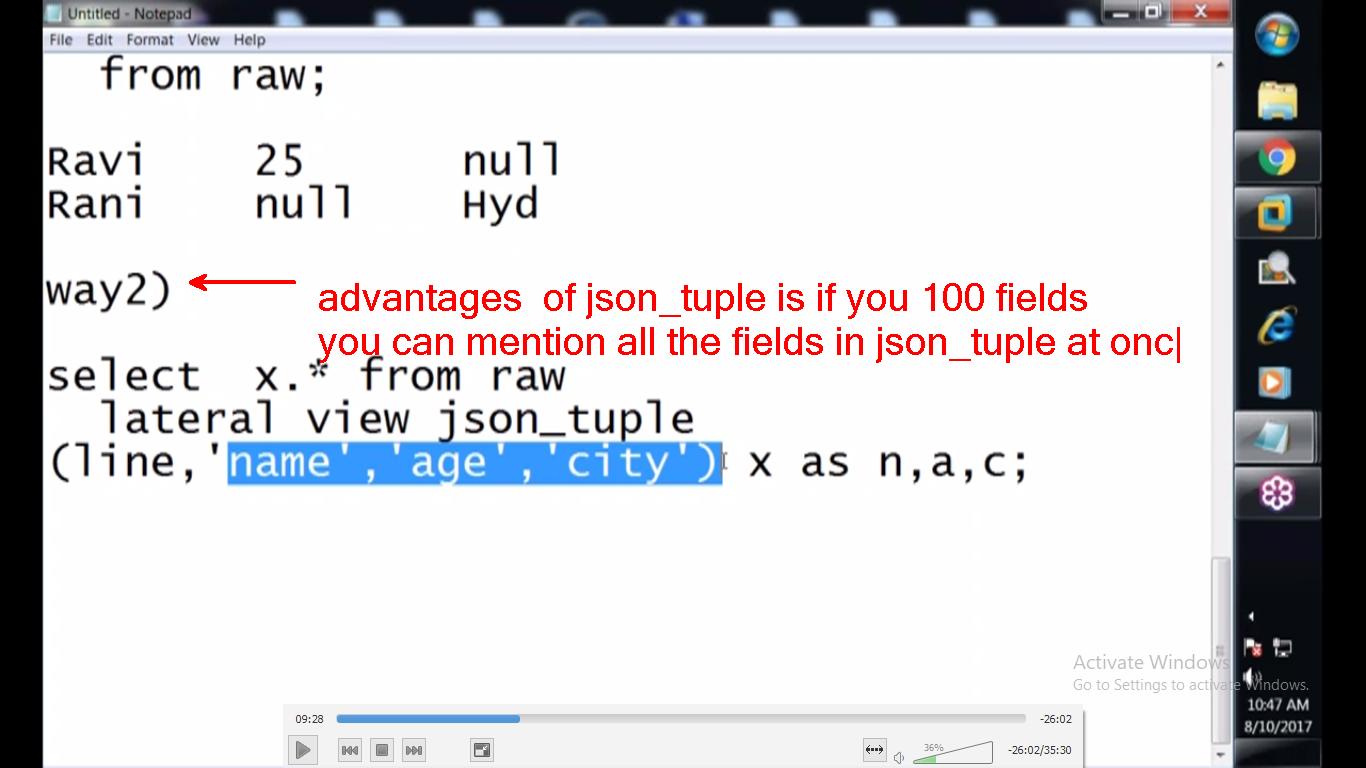 Untitled - Notepad
File Edit Format View Help
from raw;
Ravi 25 null
Rani null Hyd
way2)
advantages of json_tuple is if you 100 fields
you can mention all the fields in json_tuple at onc
select x.* from raw
lateral view json_tuple
(line,'name','age','city') x as n,a,c;
Activate Windows
Go to Settings to activate Windows.
10:47 AM
8/10/2017
09:28 -26:02
36% -26:02/35:30